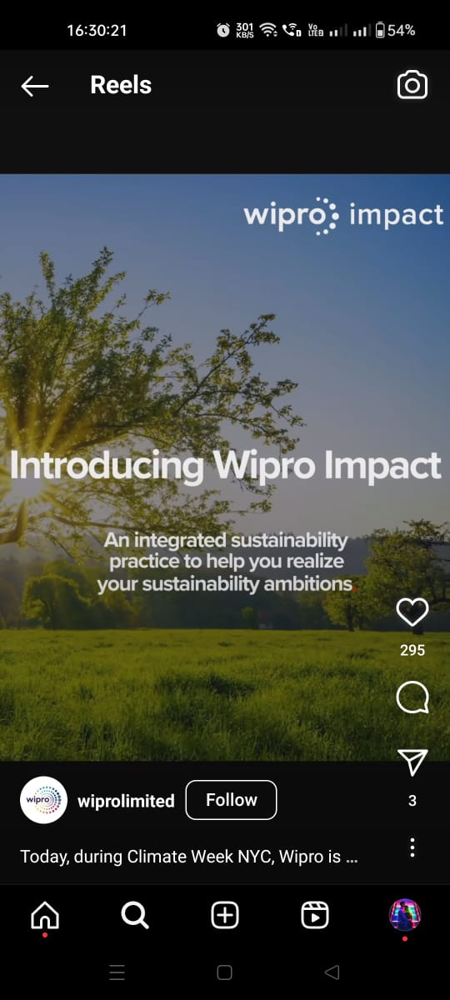 16:30:21
301
KB/S
Vo
LTE2
54%
Reels
wipro impact
Introducing Wipro Impact
An integrated sustainability
practice to help you realize
your sustainability ambitions.
295
3
wipro
wiprolimited
Follow
Today, during Climate Week NYC, Wipro is ...